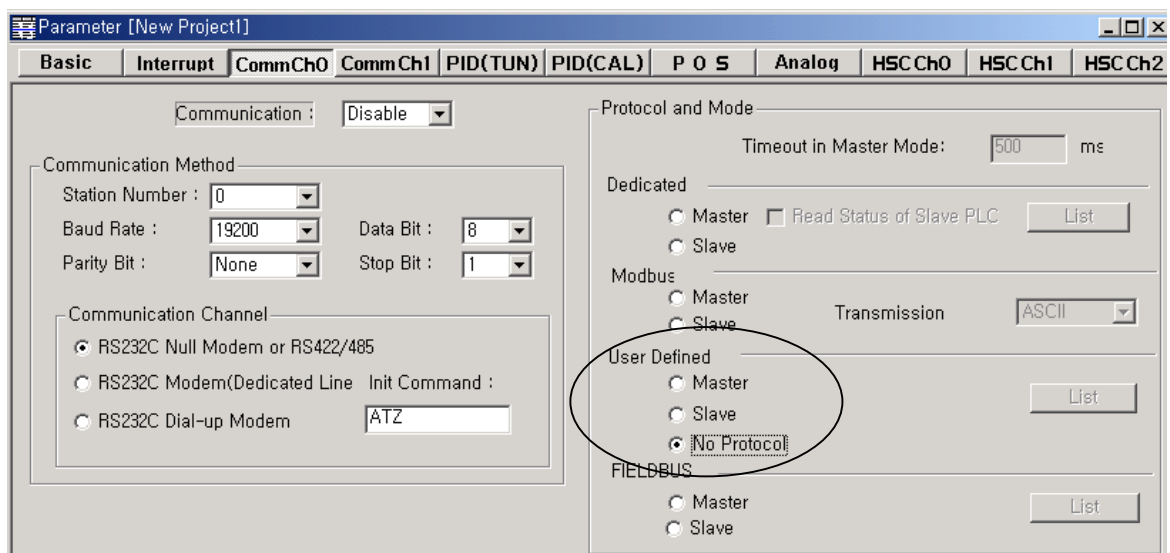 Parameter [New Project1]
Basic Interrupt CommCh0 CommCh1 PID(TUN) PID(CAL) P O S Analog HSCCh0 HSCCh1 HSCCh2
Communication : Disable
Communication Method
Station Number : 0
Baud Rate : 19200 Data Bit : 8
Parity Bit : None Stop Bit : 1
Communication Channel
RS232C Null Modem or RS422/485
RS232C Modem(Dedicated Line Init Command :
RS232C Dial-up Modem ATZ
Protocol and Mode
Timeout in Master Mode: 500 ms
Dedicated
Master Read Status of Slave PLC List
Slave
Modbus
Master Transmission ASCII
Slave
User Defined
Master List
Slave
No Protocol
FIELDBUS
Master List
Slave